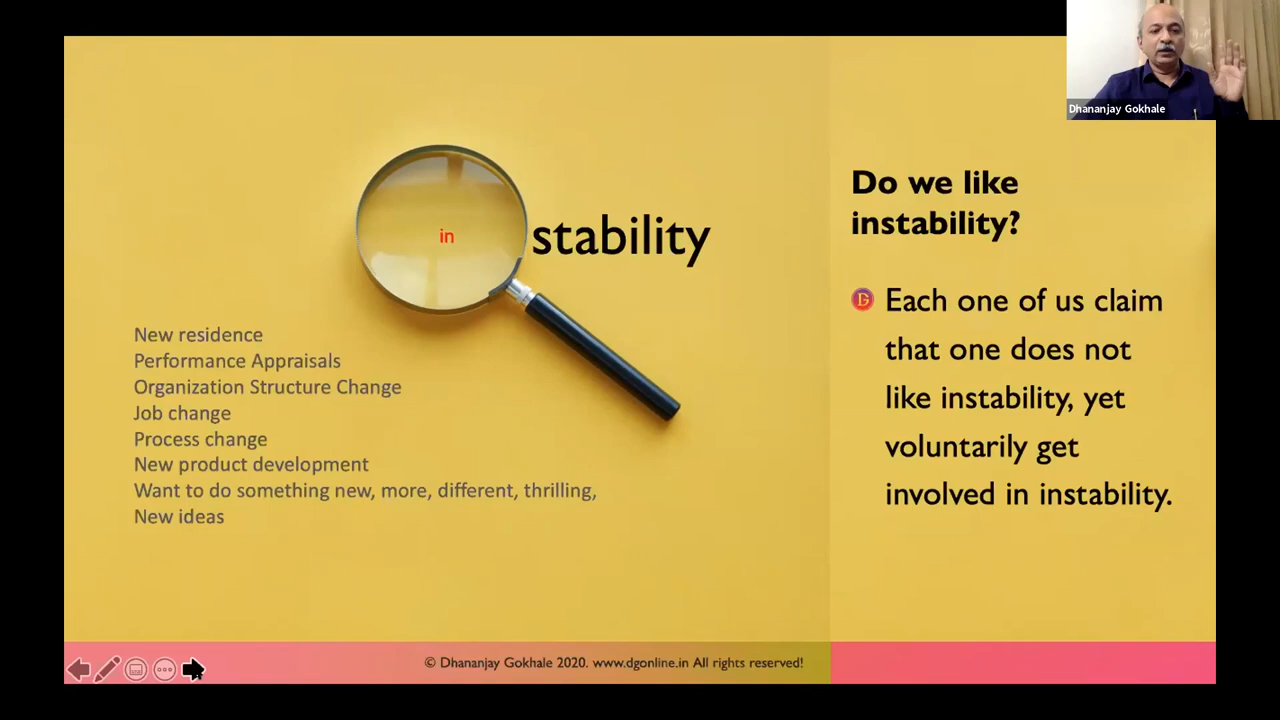 Dhananjay Gokhale
in
stability
New residence
Performance Appraisals
Organization Structure Change
Job change
Process change
New product development
Want to do something new, more, different, thrilling,
New ideas
Do we like
instability?
Each one of us claim
that one does not
like instability, yet
voluntarily get
involved in instability.
© Dhananjay Gokhale 2020. www.dgonline.in All rights reserved!